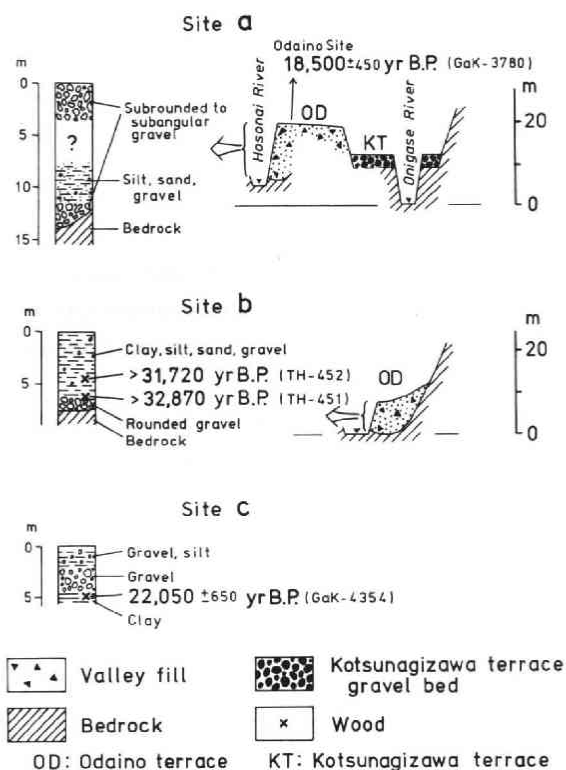 Site a
Odaino Site
18,500±450 yr B.P. (GaK-3780)
m
0
5
10
15
Subrounded to
subangular
gravel
?
Silt, sand,
gravel
Bedrock
Hosonai River
OD
KT
Onigase River
m
20
0
Site b
m
0
5
Clay, silt, sand, gravel
>31,720 yr B.P. (TH-452)
>32,870 yr B.P. (TH-451)
Rounded gravel
Bedrock
OD
m
20
0
Site c
m
0
5
Gravel, silt
Gravel
22,050 ±650 yr B.P. (GaK-4354)
Clay
Valley fill
Kotsunagizawa terrace
gravel bed
Bedrock
x Wood
OD: Odaino terrace KT: Kotsunagizawa terrace